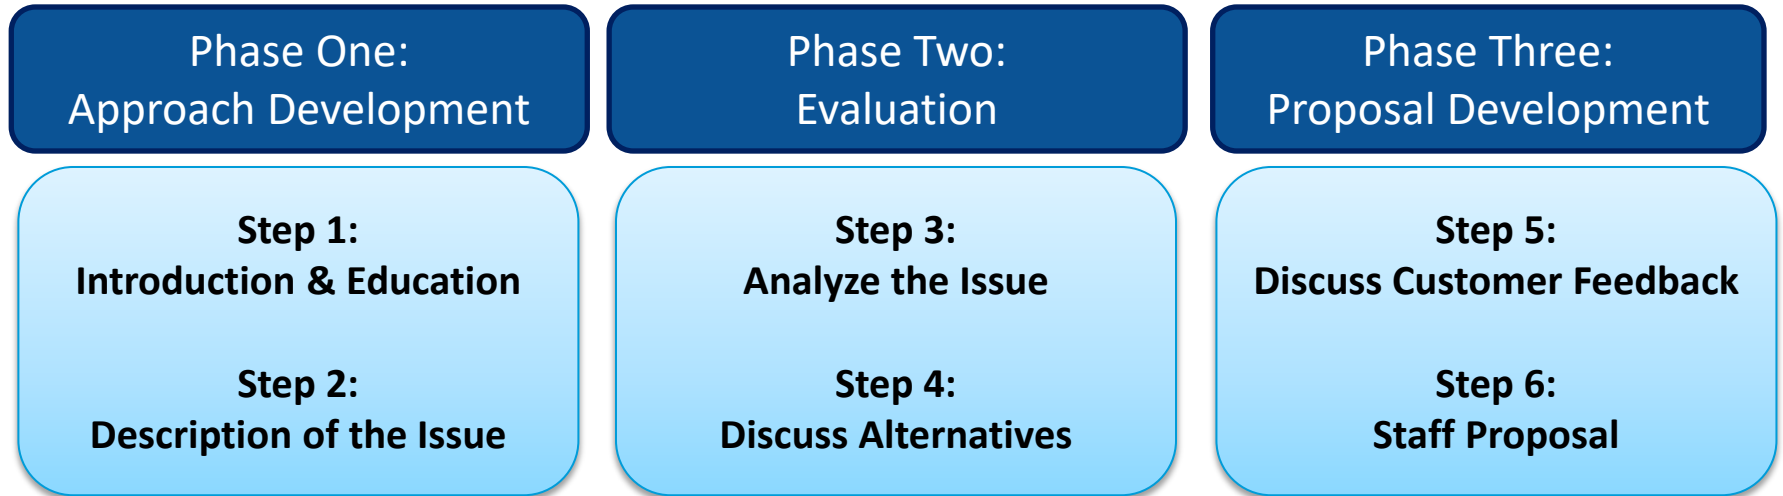 Phase One:
Approach Development
Step 1:
Introduction & Education
Step 2:
Description of the Issue
Phase Two:
Evaluation
Step 3:
Analyze the Issue
Step 4:
Discuss Alternatives
Phase Three:
Proposal Development
Step 5:
Discuss Customer Feedback
Step 6:
Staff Proposal